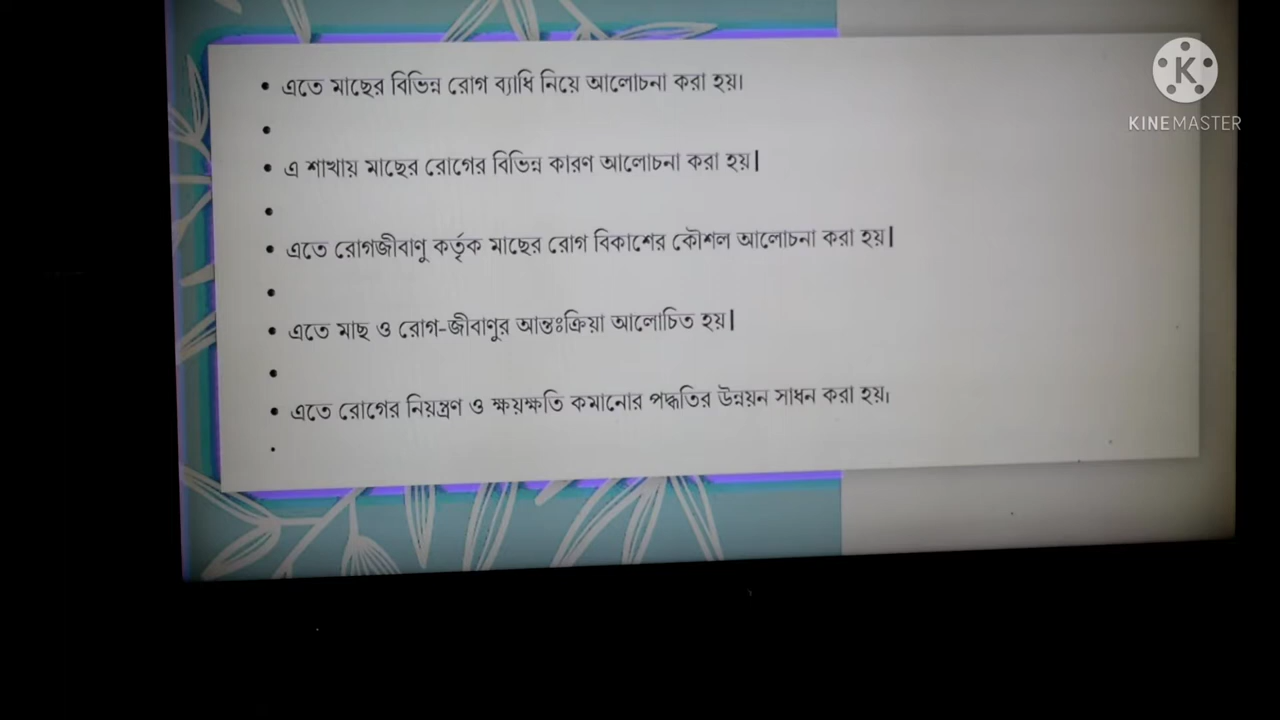 • এতে মাছের বিভিন্ন রোগ ব্যাধি নিয়ে আলোচনা করা হয়।
•
• এ শাখায় মাছের রোগের বিভিন্ন কারণ আলোচনা করা হয়|
•
• এতে রোগজীবাণু কর্তৃক মাছের রোগ বিকাশের কৌশল আলোচনা করা হয়|
•
• এতে মাছ ও রোগ-জীবাণুর আন্তঃক্রিয়া আলোচিত হয়|
•
• এতে রোগের নিয়ন্ত্রণ ও ক্ষয়ক্ষতি কমানোর পদ্ধতির উন্নয়ন সাধন করা হয়।
•
K
KINEMASTER